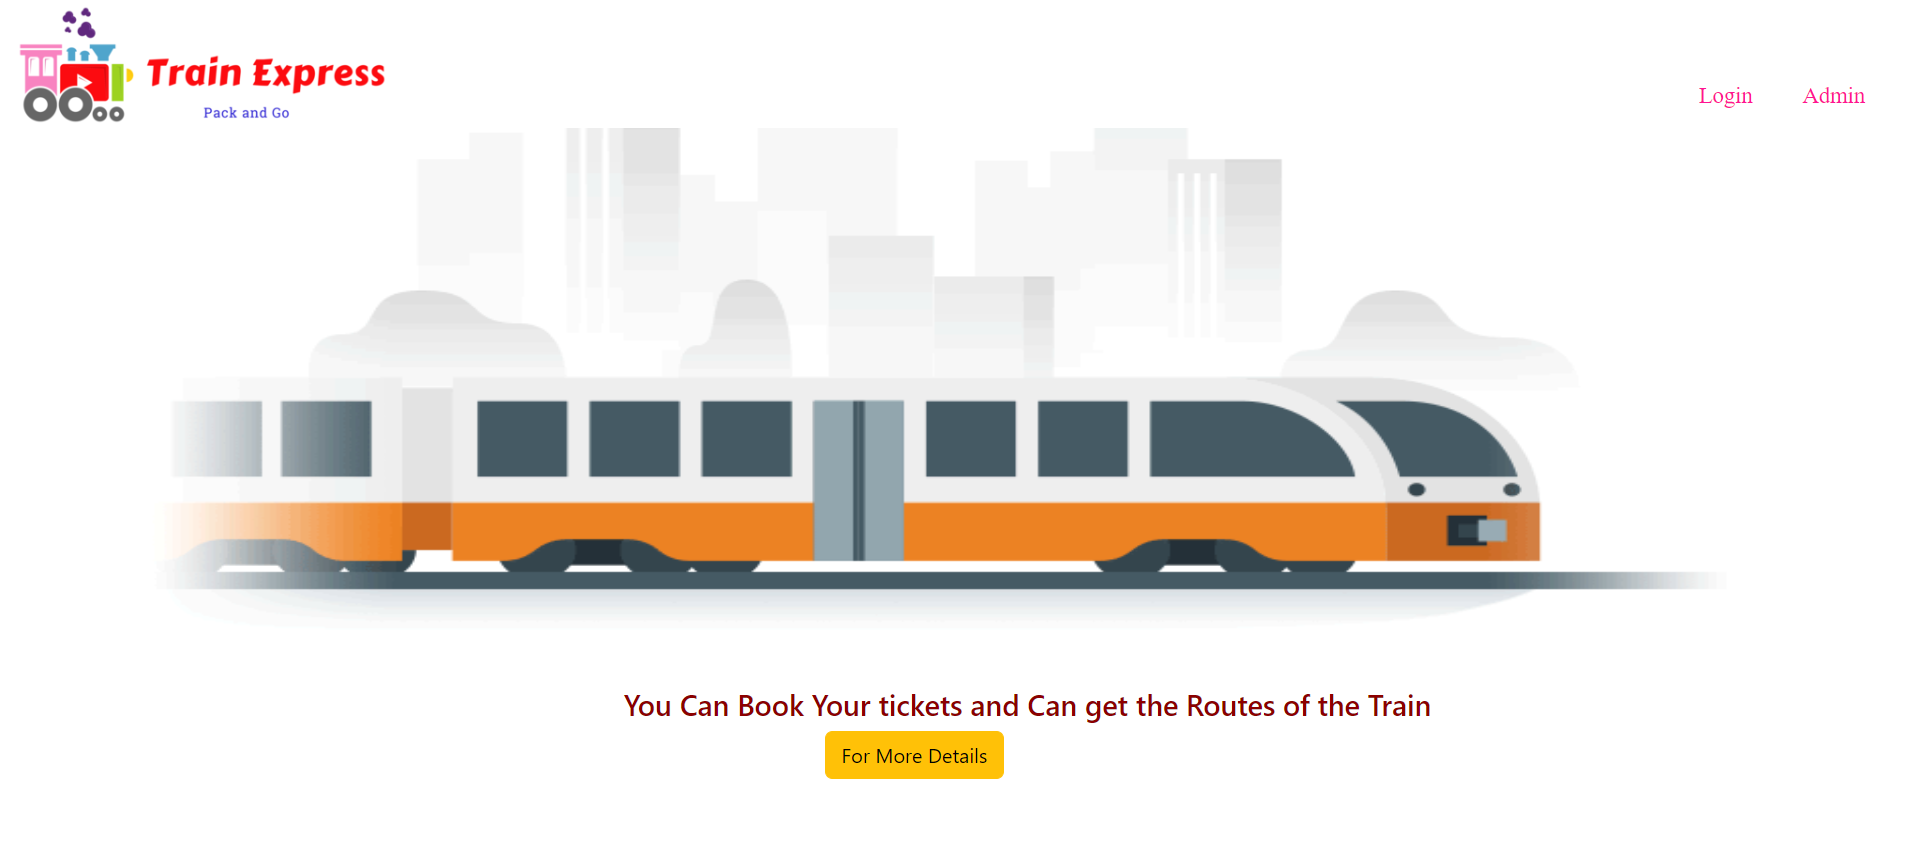 Train Express
Pack and Go
Login Admin
You Can Book Your tickets and Can get the Routes of the Train
For More Details